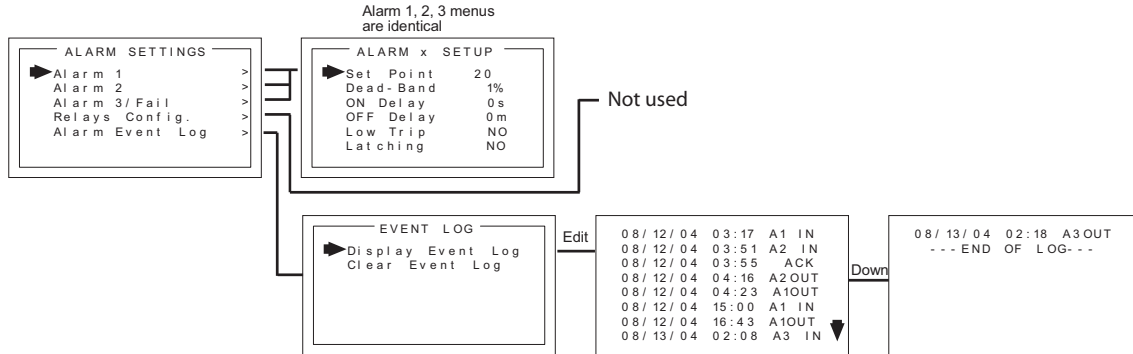 Alarm 1, 2, 3 menus
are identical
ALARM SETTINGS
Alarm 1 >
Alarm 2 >
Alarm 3/Fail >
Relays Config. >
Alarm Event Log >
ALARM x SETUP
Set Point 20
Dead-Band 1%
ON Delay 0s
OFF Delay 0m
Low Trip NO
Latching NO
Not used
EVENT LOG
Display Event Log
Clear Event Log
Edit
08/12/04 03:17 A1 IN
08/12/04 03:51 A2 IN
08/12/04 03:55 ACK
08/12/04 04:16 A2OUT
08/12/04 04:23 A1OUT
08/12/04 15:00 A1 IN
08/12/04 16:43 A1OUT
08/13/04 02:08 A3 IN
Down
08/13/04 02:18 A3OUT
---END OF LOG---